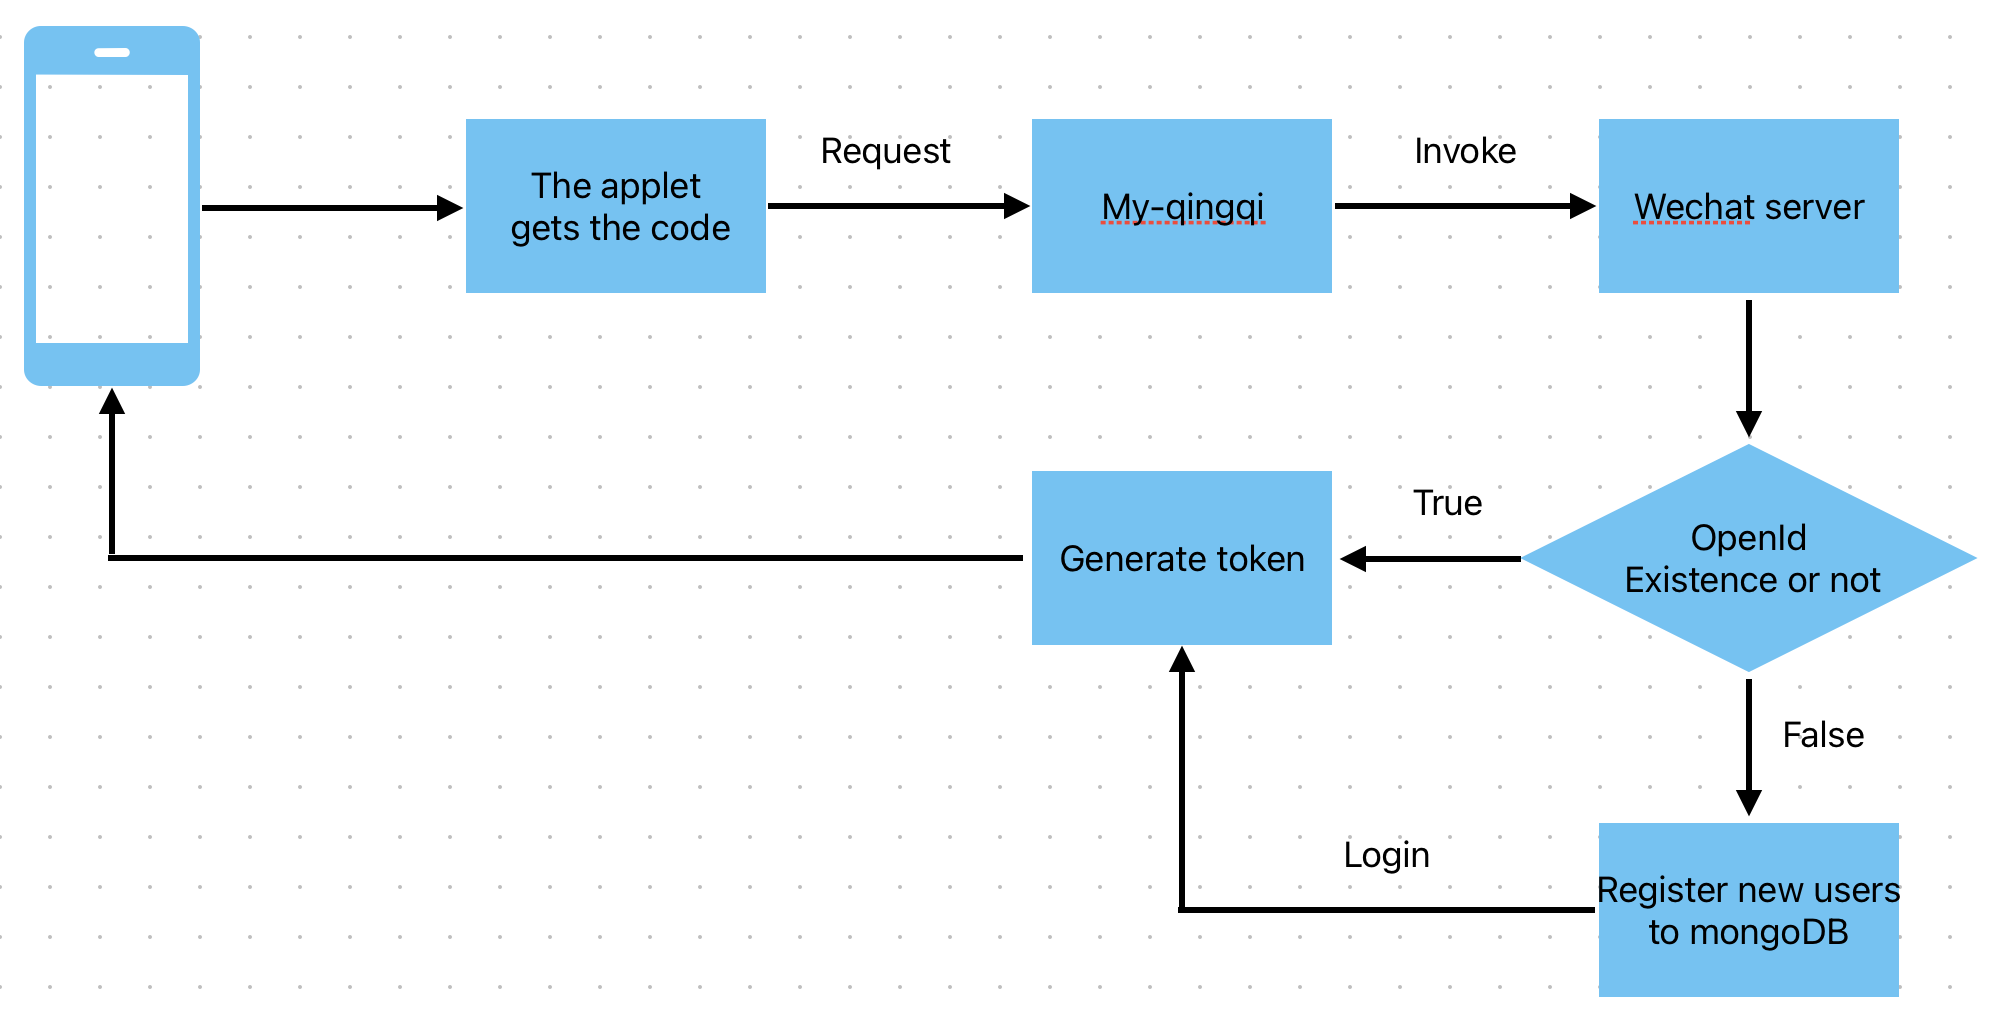 The applet
gets the code
Request
My-qingqi
Invoke
Wechat server
OpenId
Existence or not
True
Generate token
False
Register new users
to mongoDB
Login